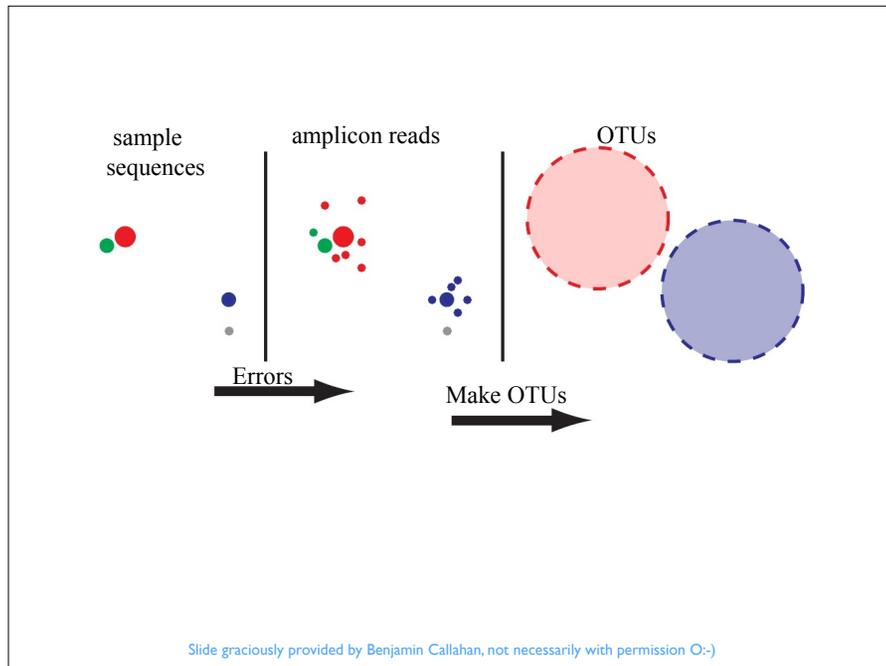 sample
sequences
amplicon reads
OTUs
Errors
Make OTUs
Slide graciously provided by Benjamin Callahan, not necessarily with permission O:-)